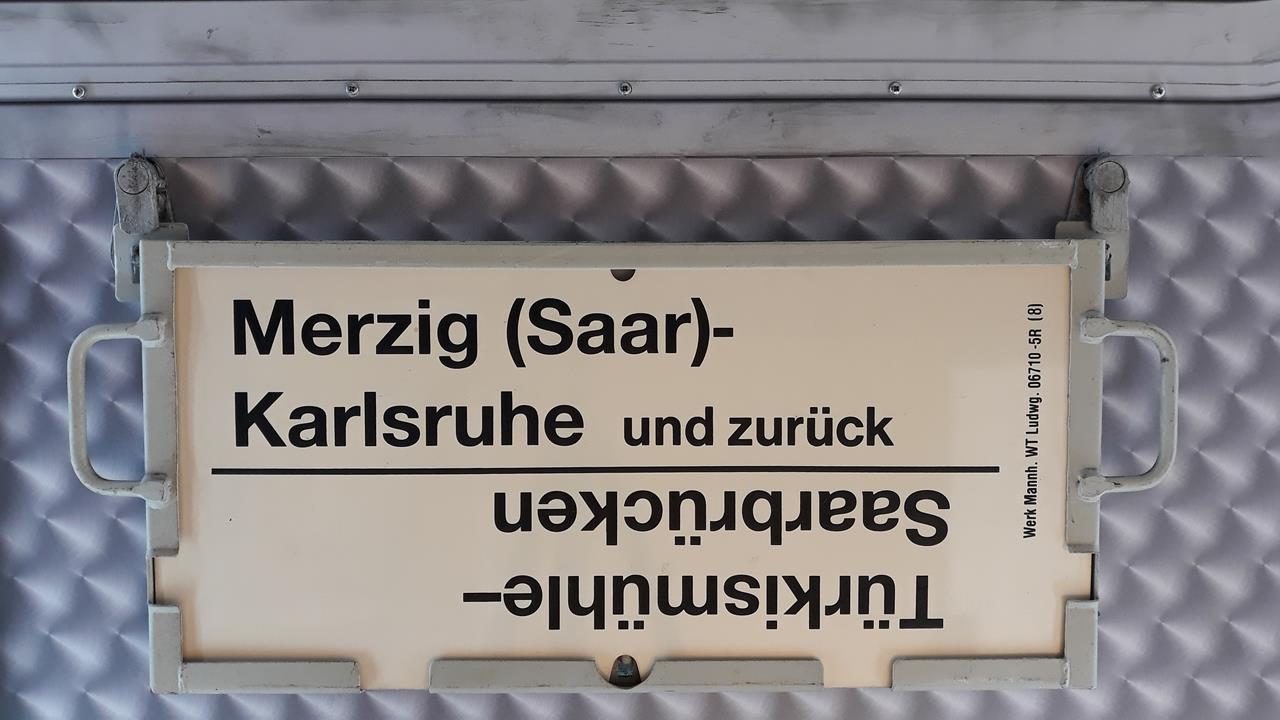 Merzig (Saar)-
Karlsruhe und zurück
Türkismühle–
Saarbrücken
Werk Mannh. WT Ludwg. 06710 -5R (8)